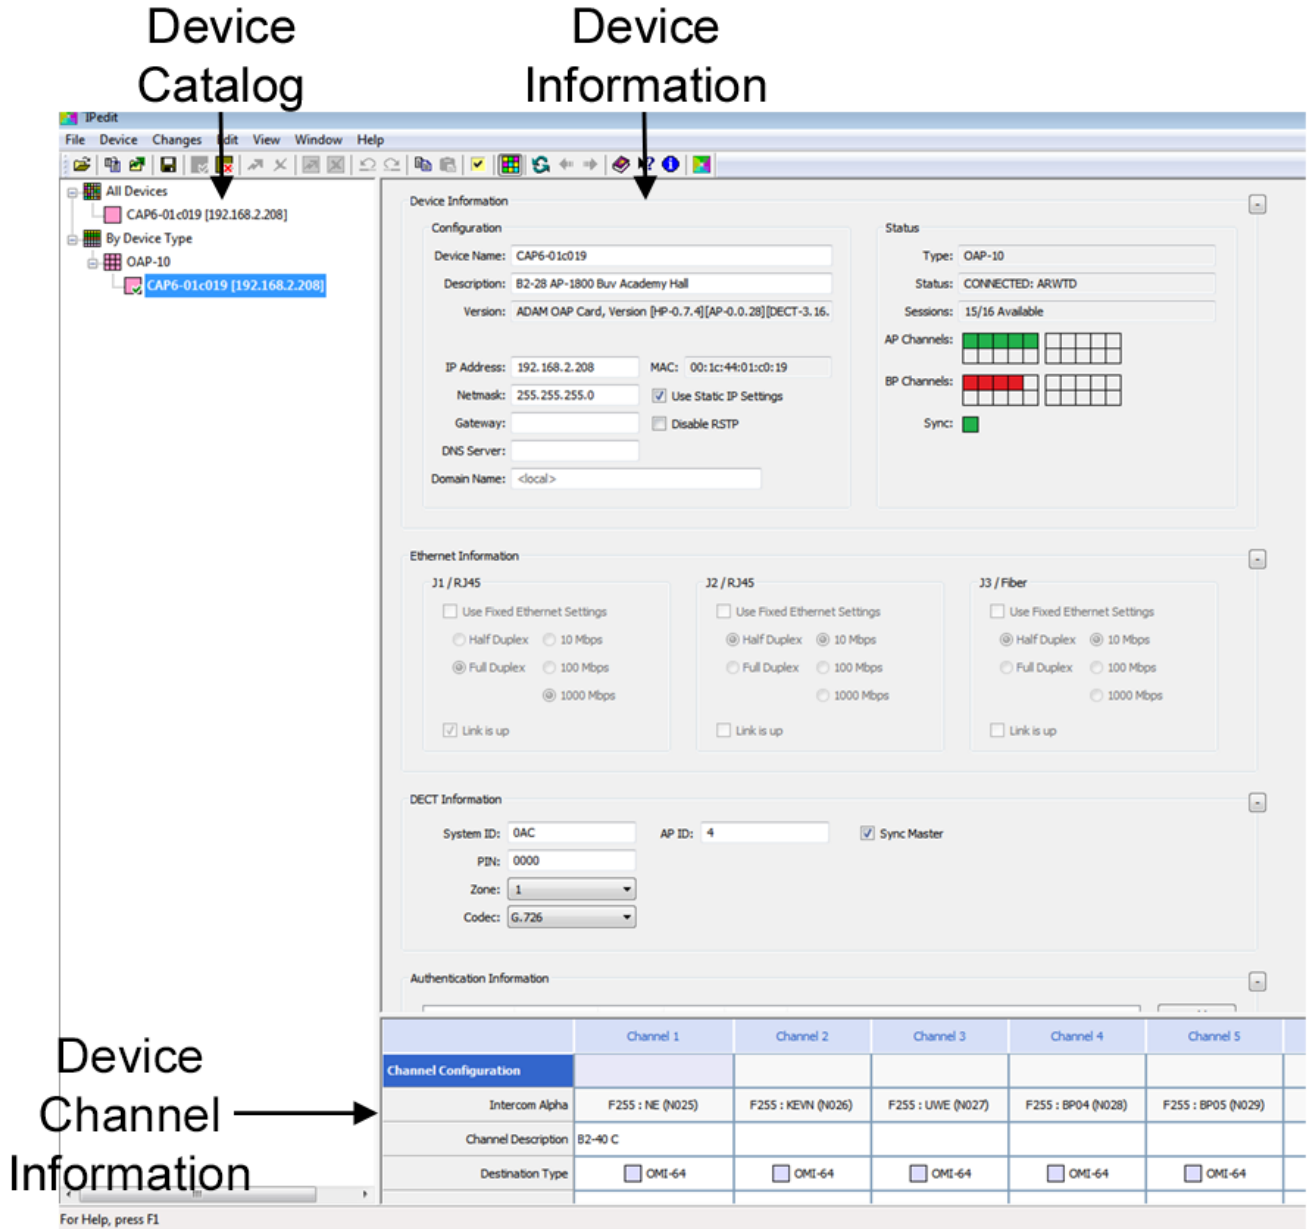 Device
Catalog
Device
Information
IPedit
File Device Changes Edit View Window Help
All Devices
CAP6-01c019 [192.168.2.208]
By Device Type
OAP-10
CAP6-01c019 [192.168.2.208]
Device Information
Configuration
Device Name: CAP6-01c019
Description: B2-28 AP-1800 Buv Academy Hall
Version: ADAM OAP Card, Version [HP-0.7.4][AP-0.0.28][DECT-3.16.
IP Address: 192.168.2.208 MAC: 00:1c:44:01:c0:19
Netmask: 255.255.255.0 Use Static IP Settings
Gateway: Disable RSTP
DNS Server:
Domain Name: <local>
Status
Type: OAP-10
Status: CONNECTED: ARWTD
Sessions: 15/16 Available
AP Channels:
BP Channels:
Sync:
Ethernet Information
J1 / RJ45
Use Fixed Ethernet Settings
Half Duplex 10 Mbps
Full Duplex 100 Mbps
1000 Mbps
Link is up
J2 / RJ45
Use Fixed Ethernet Settings
Half Duplex 10 Mbps
Full Duplex 100 Mbps
1000 Mbps
Link is up
J3 / Fiber
Use Fixed Ethernet Settings
Half Duplex 10 Mbps
Full Duplex 100 Mbps
1000 Mbps
Link is up
DECT Information
System ID: 0AC AP ID: 4 Sync Master
PIN: 0000
Zone: 1
Codec: G.726
Authentication Information
Device
Channel
Information
Channel 1 Channel 2 Channel 3 Channel 4 Channel 5
Channel Configuration
Intercom Alpha F255 : NE (N025) F255 : KEVN (N026) F255 : UWE (N027) F255 : BP04 (N028) F255 : BP05 (N029)
Channel Description B2-40 C
Destination Type OMI-64 OMI-64 OMI-64 OMI-64 OMI-64
For Help, press F1